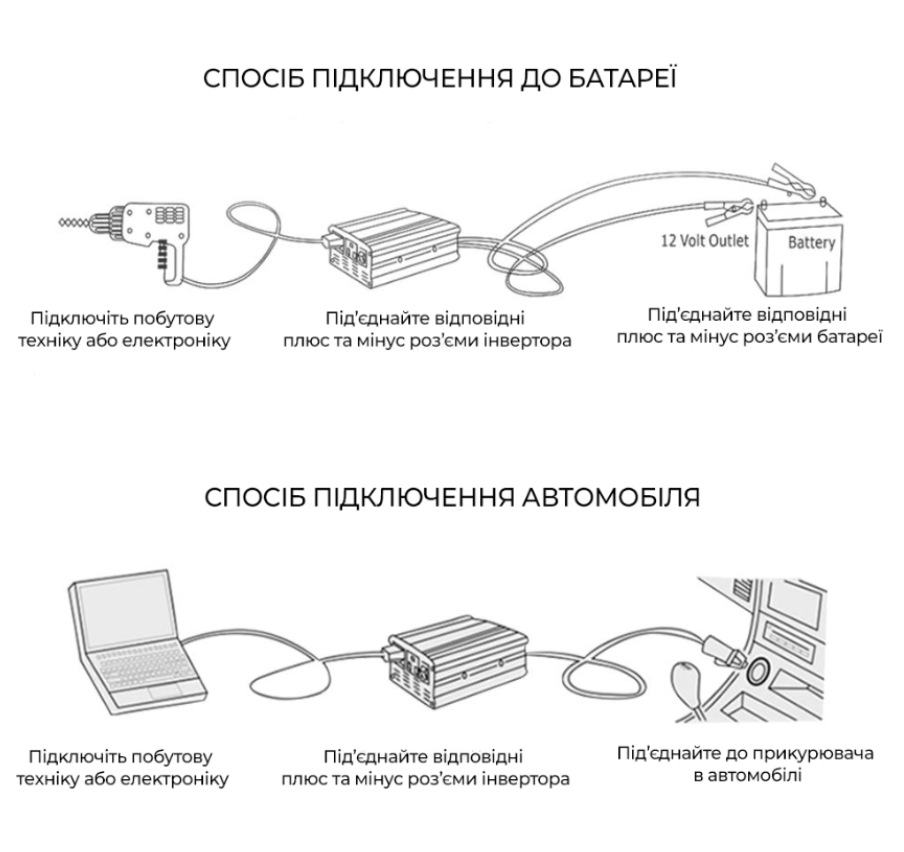 СПОСІБ ПІДКЛЮЧЕННЯ ДО БАТАРЕЇ
12 Volt Outlet
Battery
Підключіть побутову
техніку або електроніку
Під'єднайте відповідні
плюс та мінус роз'єми інвертора
Під'єднайте відповідні
плюс та мінус роз'єми батареї
СПОСІБ ПІДКЛЮЧЕННЯ АВТОМОБІЛЯ
Підключіть побутову
техніку або електроніку
Під'єднайте відповідні
плюс та мінус роз'єми інвертора
Під'єднайте до прикурювача
в автомобілі